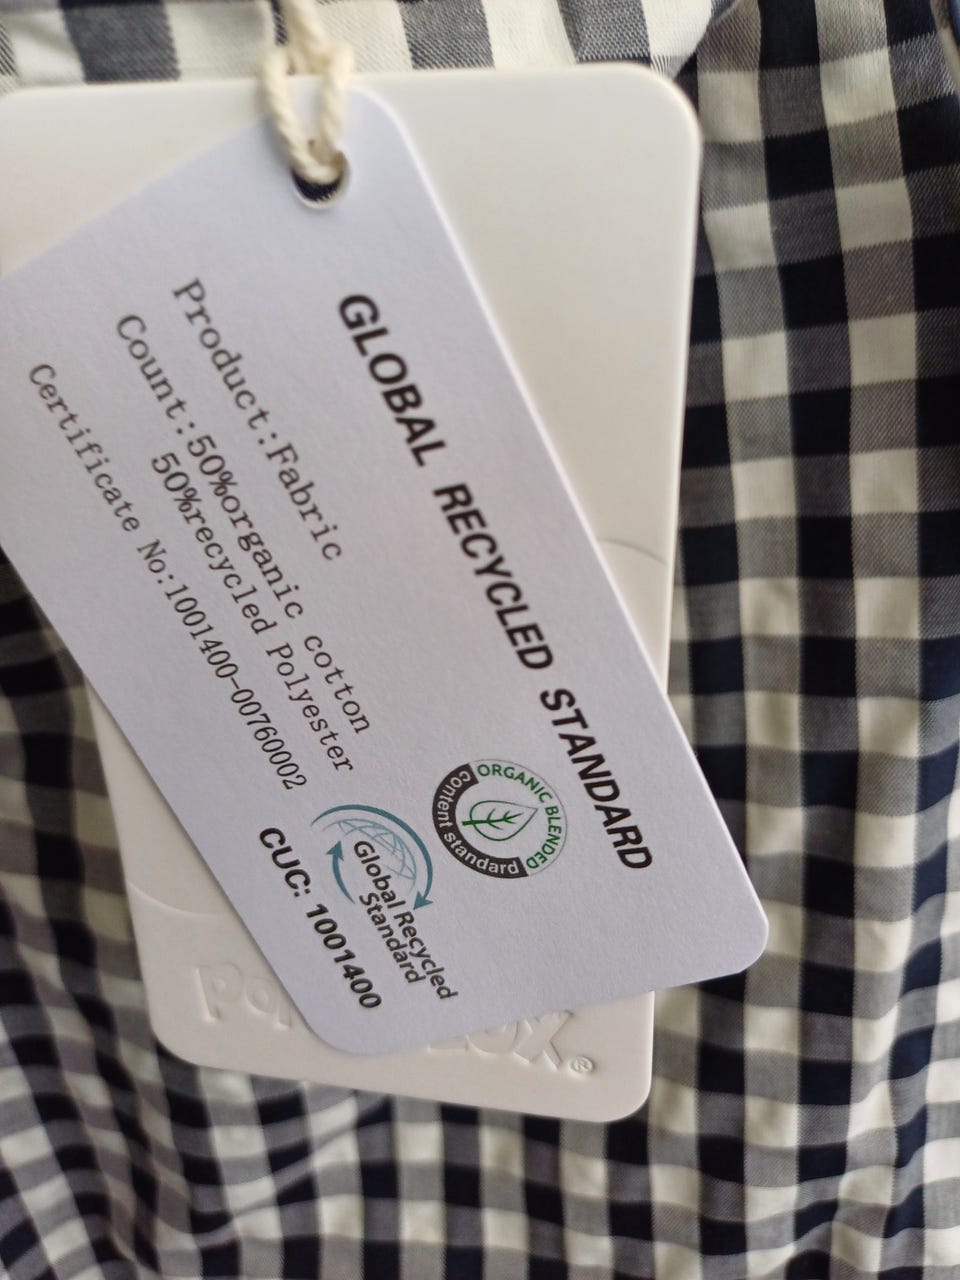 GLOBAL RECYCLED STANDARD
Product:Fabric
Count:50%organic cotton
50%recycled Polyester
Certificate No:1001400-00760002
ORGANIC BLENDED
content standard
Global Recycled
Standard
CUC: 1001400
®